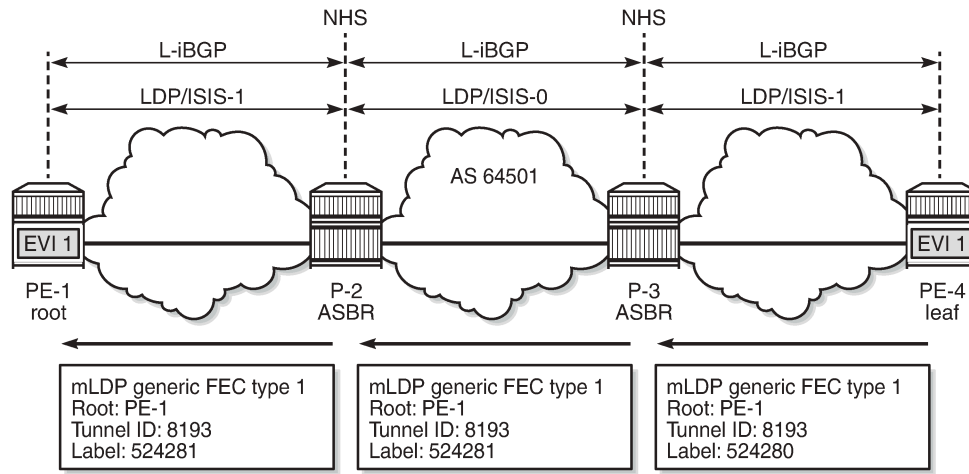 NHS NHS
L-iBGP L-iBGP L-iBGP
LDP/ISIS-1 LDP/ISIS-0 LDP/ISIS-1
AS 64501
EVI 1 EVI 1
PE-1 P-2 P-3 PE-4
root ASBR ASBR leaf
mLDP generic FEC type 1
Root: PE-1
Tunnel ID: 8193
Label: 524281
mLDP generic FEC type 1
Root: PE-1
Tunnel ID: 8193
Label: 524281
mLDP generic FEC type 1
Root: PE-1
Tunnel ID: 8193
Label: 524280